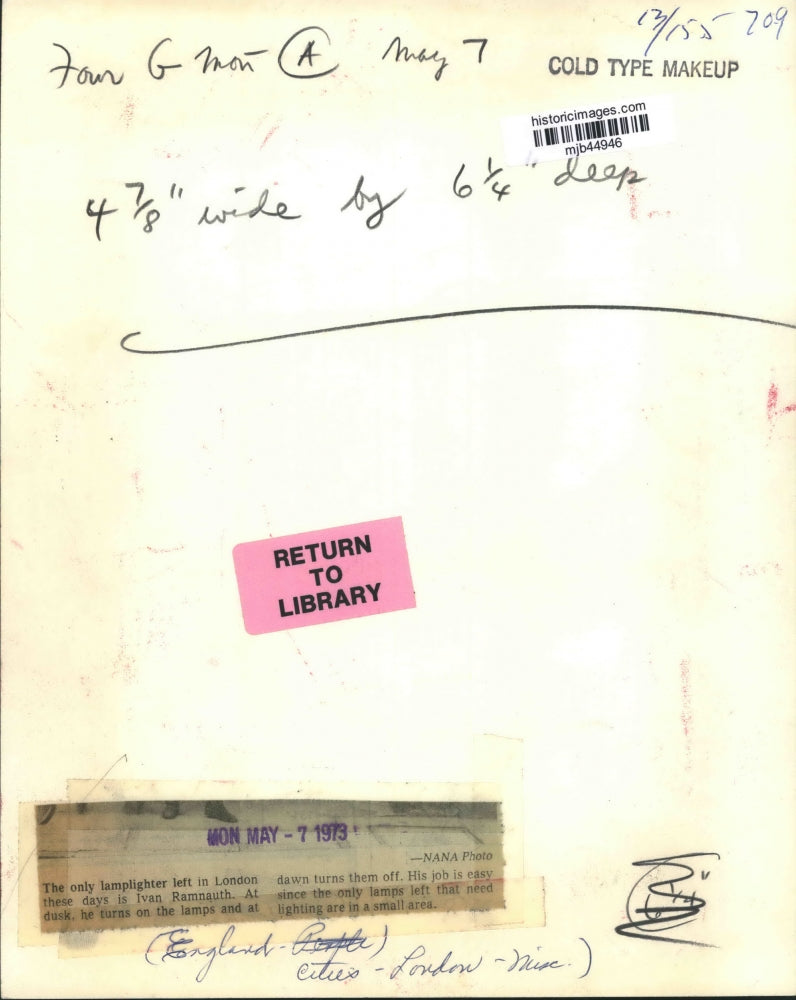 12/155 709
Four G Mon A May 7
COLD TYPE MAKEUP
historicimages.com
mjb44946
4 7/8" wide by 6 1/4" deep
RETURN
TO
LIBRARY
MON MAY - 7 1973
—NANA Photo
The only lamplighter left in London
these days is Ivan Ramnauth. At
dusk, he turns on the lamps and at
dawn turns them off. His job is easy
since the only lamps left that need
lighting are in a small area.
(England - People)
cities - London - Misc.)